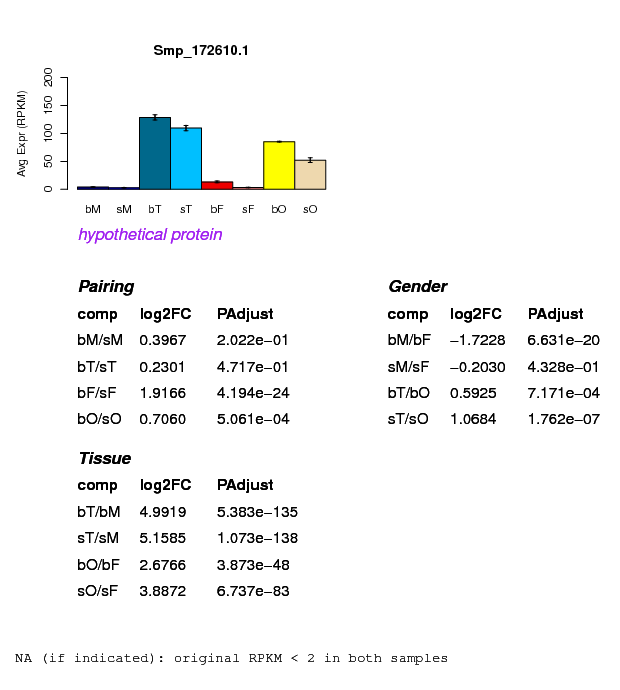 Smp_172610.1
Avg Expr (RPKM)
200
150
100
50
0
bM sM bT sT bF sF bO sO
hypothetical protein
Pairing
comp log2FC PAdjust
bM/sM 0.3967 2.022e−01
bT/sT 0.2301 4.717e−01
bF/sF 1.9166 4.194e−24
bO/sO 0.7060 5.061e−04
Gender
comp log2FC PAdjust
bM/bF −1.7228 6.631e−20
sM/sF −0.2030 4.328e−01
bT/bO 0.5925 7.171e−04
sT/sO 1.0684 1.762e−07
Tissue
comp log2FC PAdjust
bT/bM 4.9919 5.383e−135
sT/sM 5.1585 1.073e−138
bO/bF 2.6766 3.873e−48
sO/sF 3.8872 6.737e−83
NA (if indicated): original RPKM < 2 in both samples